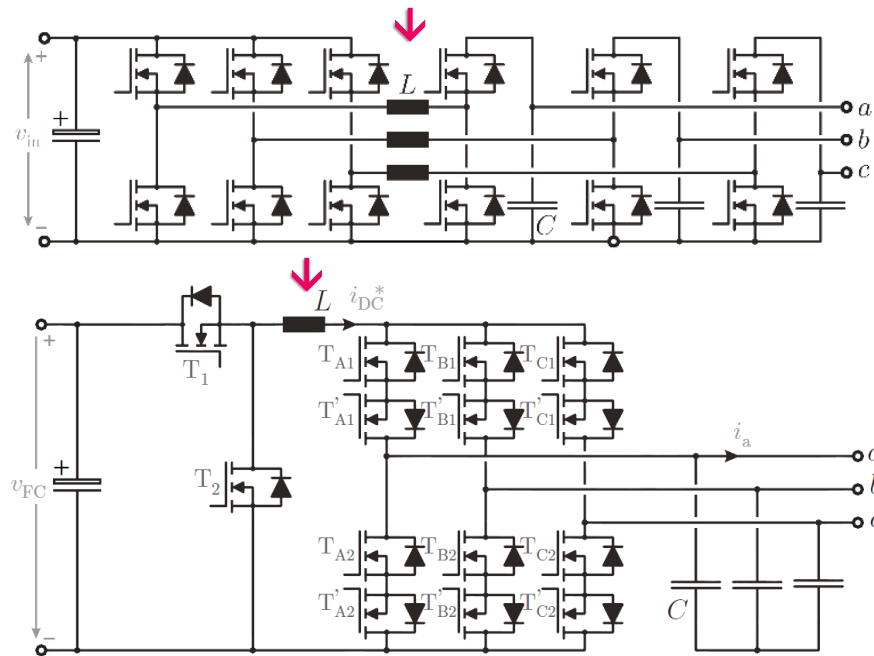 +
L
a
+
v_in
b
c
−
C
L
i_DC*
+
T_A1
T_B1
T_C1
T_1
T'_A1
T'_B1
T'_C1
i_a
+
T_2
v_FC
T_A2
T_B2
T_C2
T'_A2
T'_B2
T'_C2
C
−